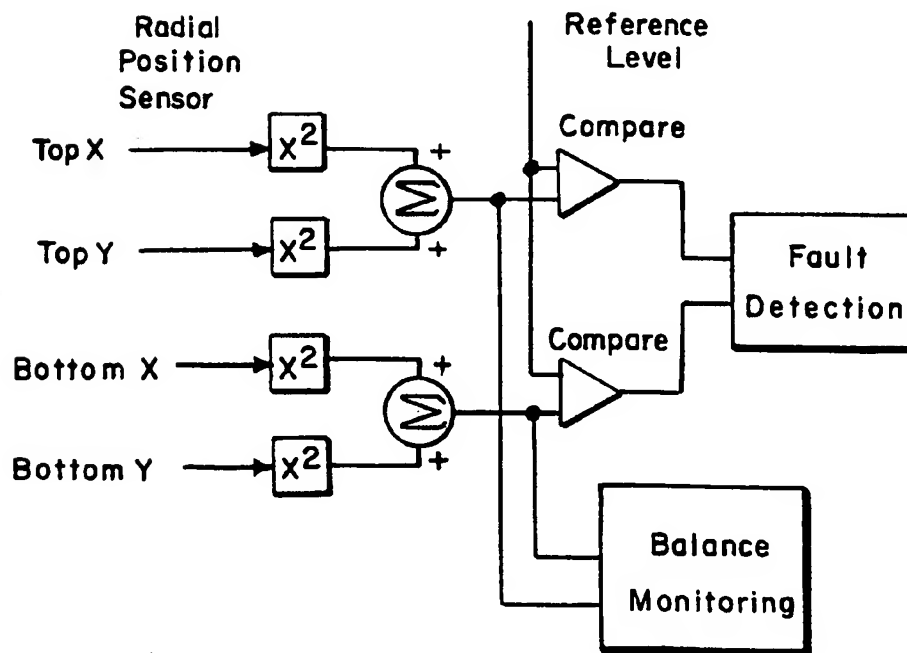 Radial
Position
Sensor
Reference
Level
Top X
X²
+
Σ
Compare
Top Y
X²
+
Fault
Detection
Bottom X
X²
+
Σ
Compare
Bottom Y
X²
+
Balance
Monitoring